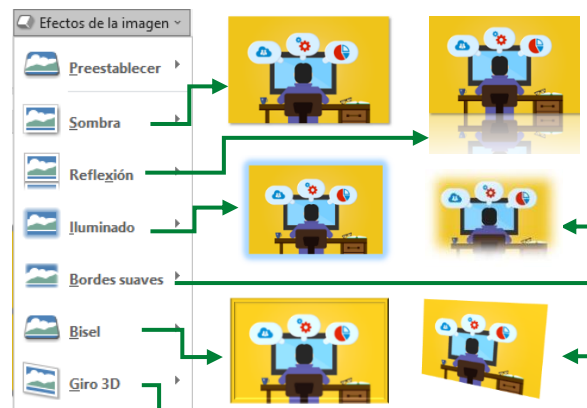 Efectos de la imagen
Preestablecer
Sombra
Reflexión
Iluminado
Bordes suaves
Bisel
Giro 3D